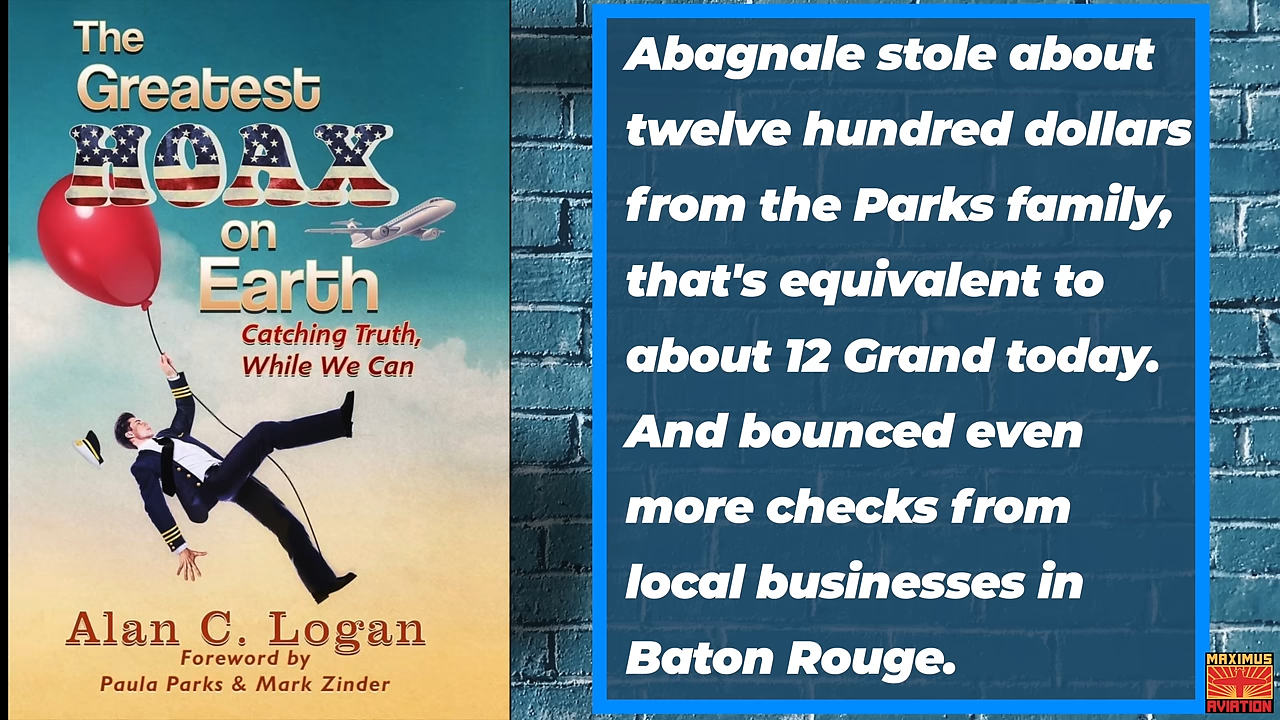 The
Greatest
HOAX
on
Earth
Catching Truth,
While We Can
Alan C. Logan
Foreword by
Paula Parks & Mark Zinder
Abagnale stole about
twelve hundred dollars
from the Parks family,
that's equivalent to
about 12 Grand today.
And bounced even
more checks from
local businesses in
Baton Rouge.
MAXIMUS
AVIATION